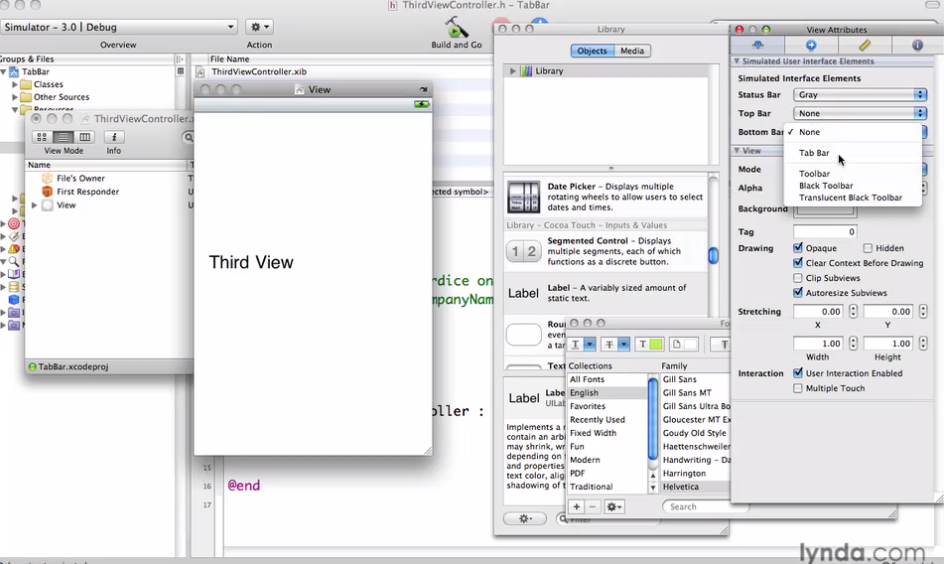 ThirdViewController.h - TabBar
Simulator - 3.0 | Debug
Overview
Action
Build and Go
Groups & Files
TabBar
Classes
Other Sources
Resources
File Name
ThirdViewController.xib
ThirdViewController.x
View Mode
Info
Name
File's Owner
First Responder
View
TabBar.xcodeproj
View
Third View
ected symbol>
rdice on
mpanyNam
oller :
15
16
@end
17
Library
Objects
Media
Library
Date Picker – Displays multiple
rotating wheels to allow users to select
dates and times.
Library – Cocoa Touch – Inputs & Values
1 2
Segmented Control – Displays
multiple segments, each of which
functions as a discrete button.
Label
Label – A variably sized amount of
static text.
Rou
even
a tar
Text
Label
Label
UILab
Implements a r
contain an arb
may shrink, wr
depending on
and properties
text color, alig
shadowing of t
Filter
Fo
T
T
T
T
Collections
All Fonts
English
Favorites
Recently Used
Fixed Width
Fun
Modern
PDF
Traditional
Family
Gill Sans
Gill Sans MT
Gill Sans Ultra Bo
Gloucester MT Ex
Goudy Old Style
Haettenschweiler
Handwriting – Da
Harrington
Helvetica
Search
View Attributes
Simulated User Interface Elements
Simulated Interface Elements
Status Bar
Gray
Top Bar
None
Bottom Bar
None
Tab Bar
Toolbar
Black Toolbar
Translucent Black Toolbar
View
Mode
Alpha
Background
Tag
0
Drawing
Opaque
Hidden
Clear Context Before Drawing
Clip Subviews
Autoresize Subviews
Stretching
0.00
0.00
X
Y
1.00
1.00
Width
Height
Interaction
User Interaction Enabled
Multiple Touch
lynda.com